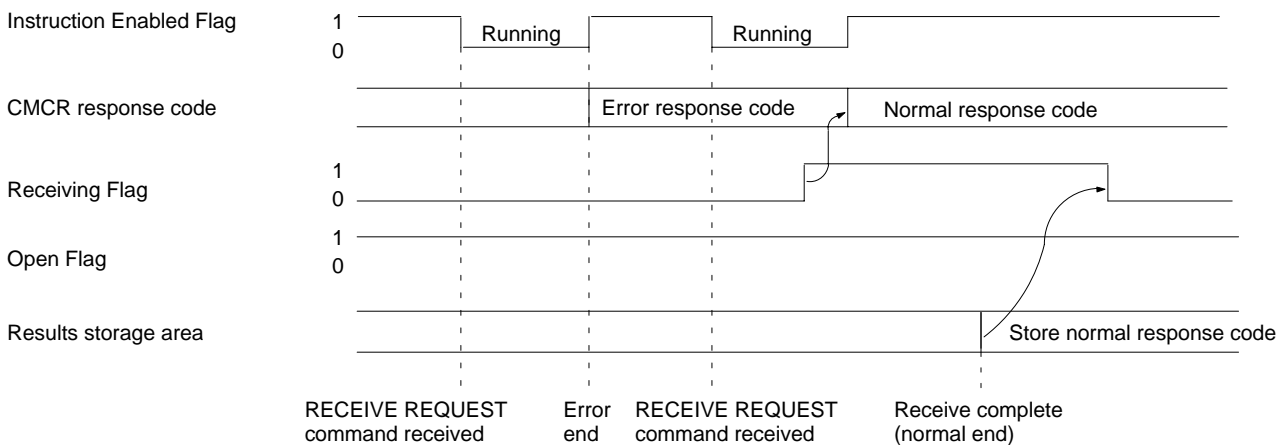 Instruction Enabled Flag
1
0
Running
Running
CMCR response code
Error response code
Normal response code
Receiving Flag
1
0
Open Flag
1
0
Results storage area
Store normal response code
RECEIVE REQUEST
command received
Error
end
RECEIVE REQUEST
command received
Receive complete
(normal end)